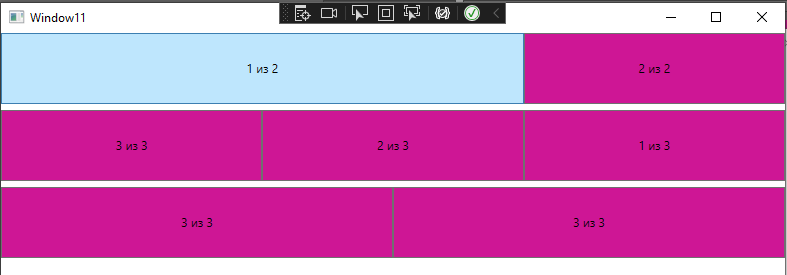 Window11
1 из 2
2 из 2
3 из 3
2 из 3
1 из 3
3 из 3
3 из 3